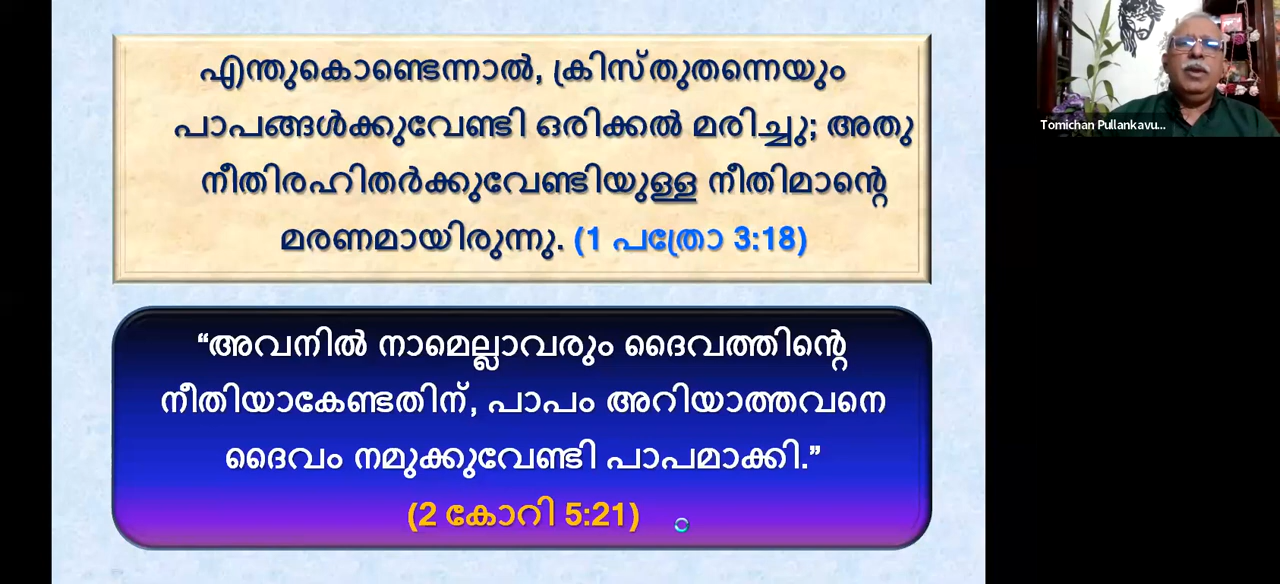 എന്തുകൊണ്ടെന്നാൽ, ക്രിസ്തുതന്നെയും
പാപങ്ങൾക്കുവേണ്ടി ഒരിക്കൽ മരിച്ചു; അതു
നീതിരഹിതർക്കുവേണ്ടിയുള്ള നീതിമാന്റെ
മരണമായിരുന്നു. (1 പത്രോ 3:18)
“അവനിൽ നാമെല്ലാവരും ദൈവത്തിന്റെ
നീതിയാകേണ്ടതിന്, പാപം അറിയാത്തവനെ
ദൈവം നമുക്കുവേണ്ടി പാപമാക്കി.”
(2 കോറി 5:21)
Tomichan Pullankavu...